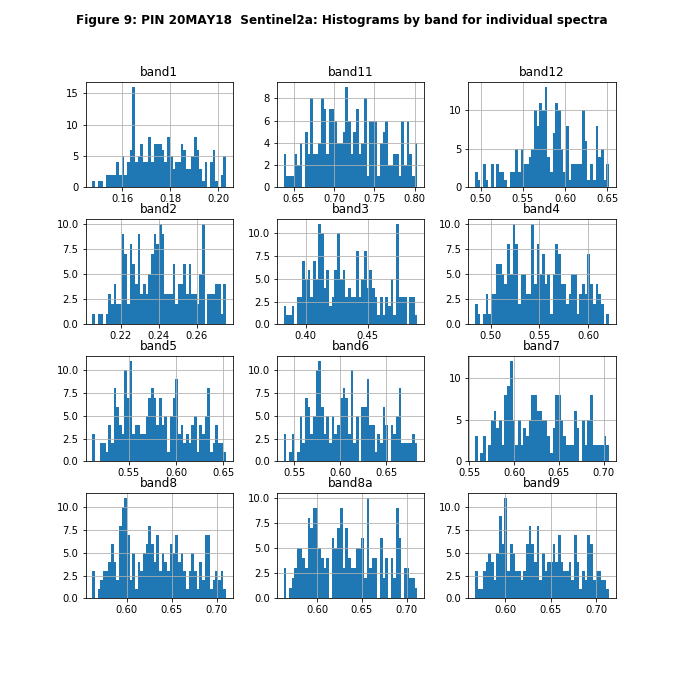 Figure 9: PIN 20MAY18  Sentinel2a: Histograms by band for individual spectra
band1
15
10
5
0
0.16 0.18 0.20
band11
8
6
4
2
0
0.65 0.70 0.75 0.80
band12
10
5
0
0.50 0.55 0.60 0.65
band2
10.0
7.5
5.0
2.5
0.0
0.22 0.24 0.26
band3
10.0
7.5
5.0
2.5
0.0
0.40 0.45
band4
10.0
7.5
5.0
2.5
0.0
0.50 0.55 0.60
band5
10.0
7.5
5.0
2.5
0.0
0.55 0.60 0.65
band6
10.0
7.5
5.0
2.5
0.0
0.55 0.60 0.65
band7
10
5
0
0.55 0.60 0.65 0.70
band8
10.0
7.5
5.0
2.5
0.0
0.60 0.65 0.70
band8a
10.0
7.5
5.0
2.5
0.0
0.60 0.65 0.70
band9
10.0
7.5
5.0
2.5
0.0
0.60 0.65 0.70